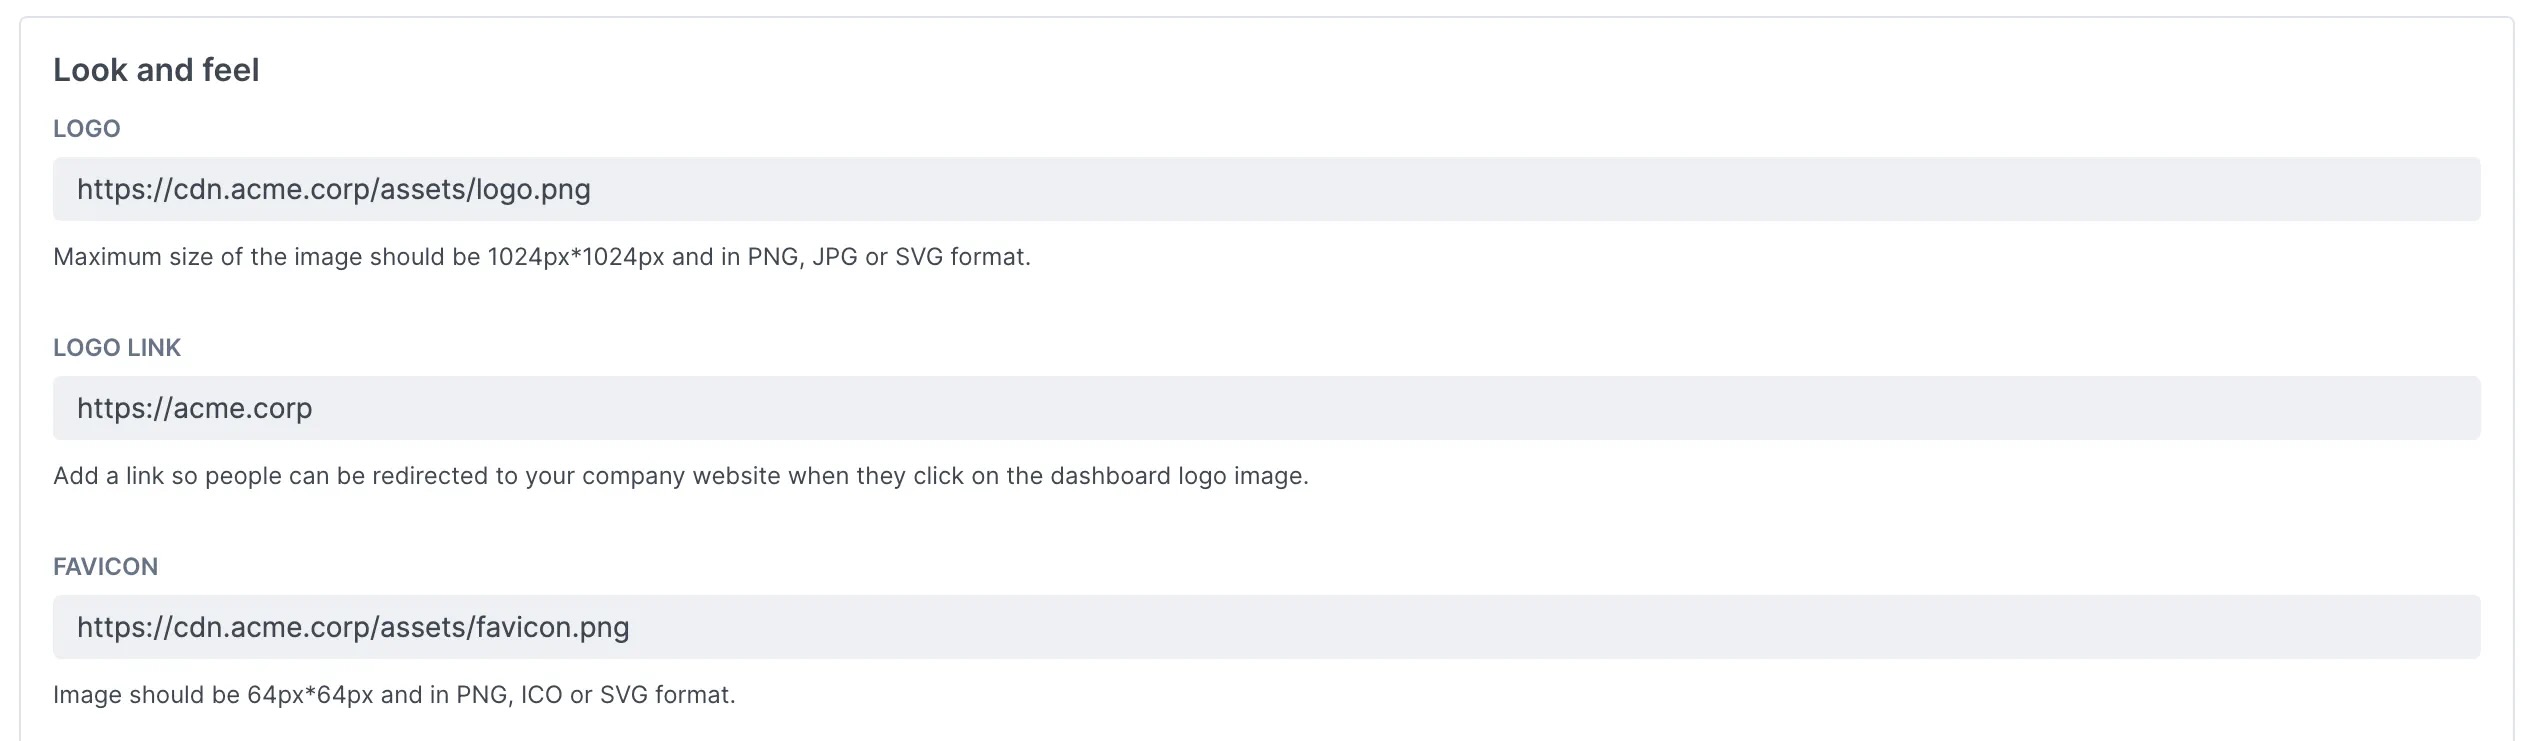 Look and feel
LOGO
https://cdn.acme.corp/assets/logo.png
Maximum size of the image should be 1024px*1024px and in PNG, JPG or SVG format.
LOGO LINK
https://acme.corp
Add a link so people can be redirected to your company website when they click on the dashboard logo image.
FAVICON
https://cdn.acme.corp/assets/favicon.png
Image should be 64px*64px and in PNG, ICO or SVG format.